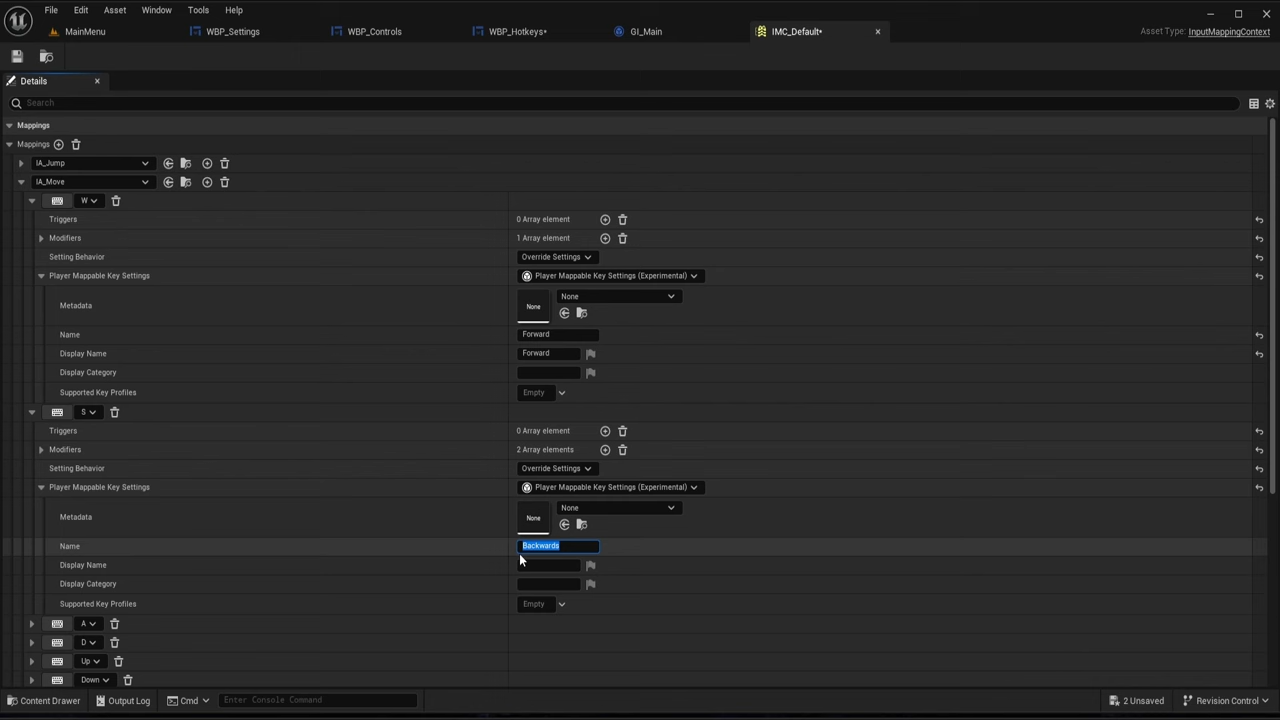 File Edit Asset Window Tools Help
MainMenu WBP_Settings WBP_Controls WBP_Hotkeys* GI_Main IMC_Default* Asset Type: InputMappingContext
Details
Search
Mappings
Mappings
IA_Jump
IA_Move
W
Triggers 0 Array element
Modifiers 1 Array element
Setting Behavior Override Settings
Player Mappable Key Settings Player Mappable Key Settings (Experimental)
None
Metadata None
Name Forward
Display Name Forward
Display Category
Supported Key Profiles Empty
S
Triggers 0 Array element
Modifiers 2 Array elements
Setting Behavior Override Settings
Player Mappable Key Settings Player Mappable Key Settings (Experimental)
None
Metadata None
Name Backwards
Display Name
Display Category
Supported Key Profiles Empty
A
D
Up
Down
Content Drawer Output Log Cmd Enter Console Command 2 Unsaved Revision Control